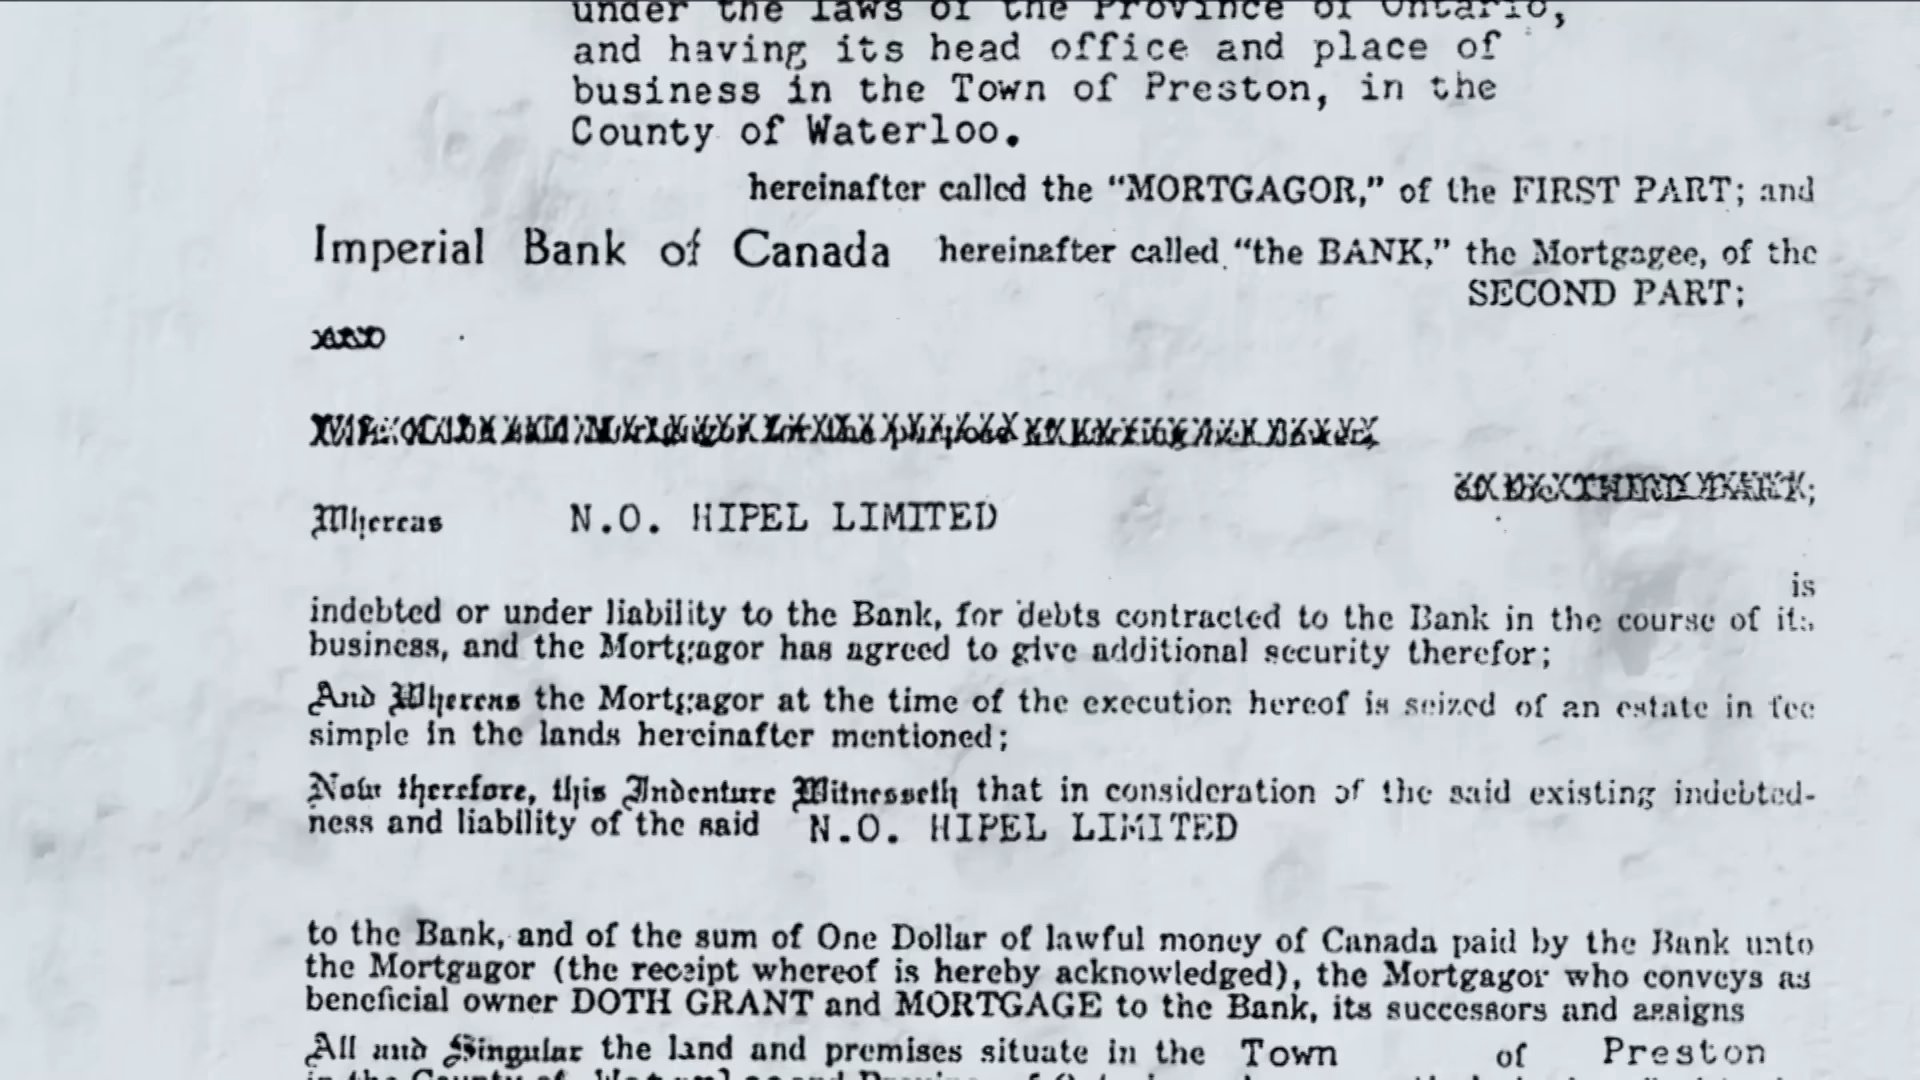 under the laws of the Province of Ontario,
and having its head office and place of
business in the Town of Preston, in the
County of Waterloo.
hereinafter called the "MORTGAGOR," of the FIRST PART; and
Imperial Bank of Canada hereinafter called "the BANK," the Mortgagee, of the
SECOND PART;
AND
THIRD PART;
Whereas N.O. HIPEL LIMITED
is
indebted or under liability to the Bank, for debts contracted to the Bank in the course of its
business, and the Mortgagor has agreed to give additional security therefor;
And Whereas the Mortgagor at the time of the execution hereof is seized of an estate in fee
simple in the lands hereinafter mentioned;
Now therefore, this Indenture Witnesseth that in consideration of the said existing indebted-
ness and liability of the said N.O. HIPEL LIMITED
to the Bank, and of the sum of One Dollar of lawful money of Canada paid by the Bank unto
the Mortgagor (the receipt whereof is hereby acknowledged), the Mortgagor who conveys as
beneficial owner DOTH GRANT and MORTGAGE to the Bank, its successors and assigns
All and Singular the land and premises situate in the Town of Preston
in the County of